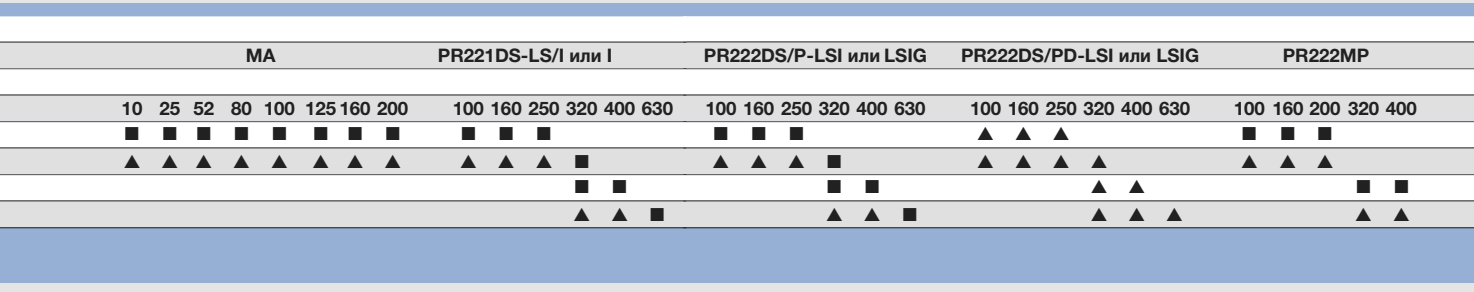 MA PR221DS-LS/I или I PR222DS/P-LSI или LSIG PR222DS/PD-LSI или LSIG PR222MP
10 25 52 80 100 125 160 200 100 160 250 320 400 630 100 160 250 320 400 630 100 160 250 320 400 630 100 160 200 320 400
■ ■ ■ ■ ■ ■ ■ ■ ■ ■ ■ ■ ■ ■ ▲ ▲ ▲ ■ ■ ■
▲ ▲ ▲ ▲ ▲ ▲ ▲ ▲ ▲ ▲ ▲ ■ ▲ ▲ ▲ ■ ▲ ▲ ▲ ▲ ▲ ▲ ▲
■ ■ ■ ■ ▲ ▲ ■ ■
▲ ▲ ■ ▲ ▲ ■ ▲ ▲ ▲ ▲ ▲